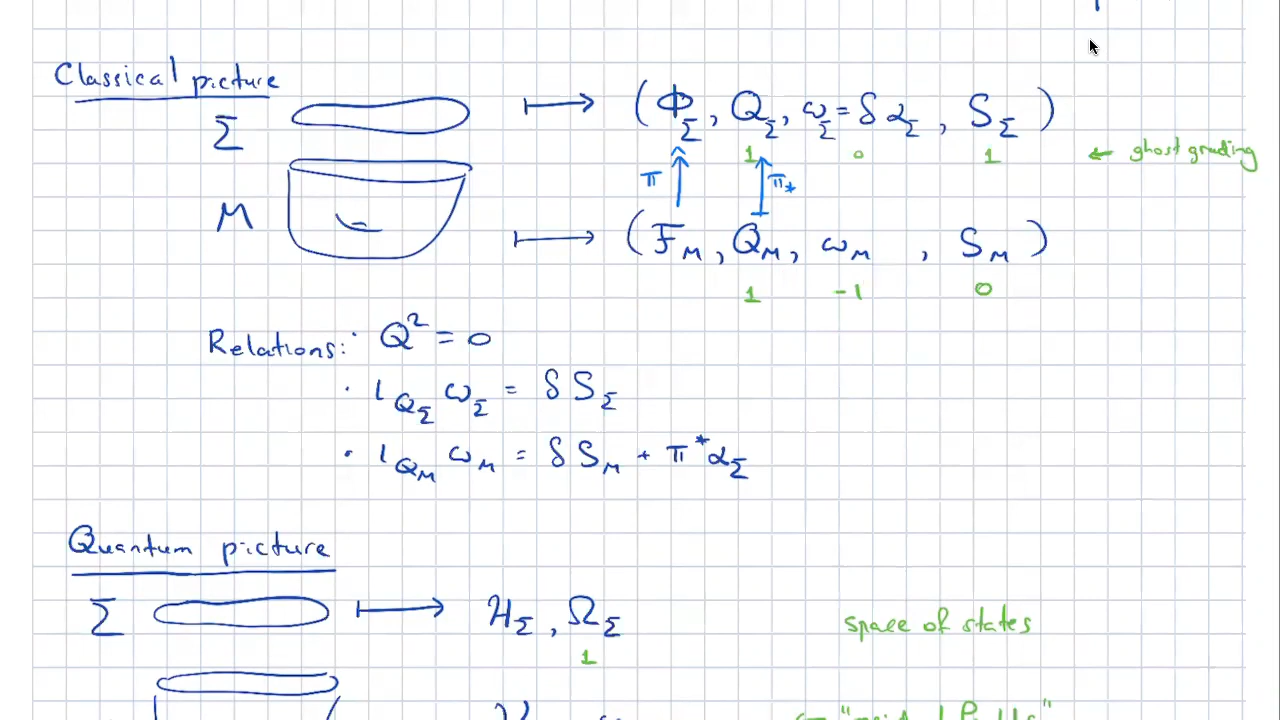 Classical picture
Σ ⟼ (Φ_Σ, Q_Σ, ω_Σ = δα_Σ, S_Σ)
1 0 1 ← ghost grading
π π_*
M ⟼ (F_M, Q_M, ω_M, S_M)
1 -1 0
Relations: · Q² = 0
· ι_{Q_Σ} ω_Σ = δS_Σ
· ι_{Q_M} ω_M = δS_M + π^*α_Σ
Quantum picture
Σ ⟼ H_Σ, Ω_Σ space of states
1